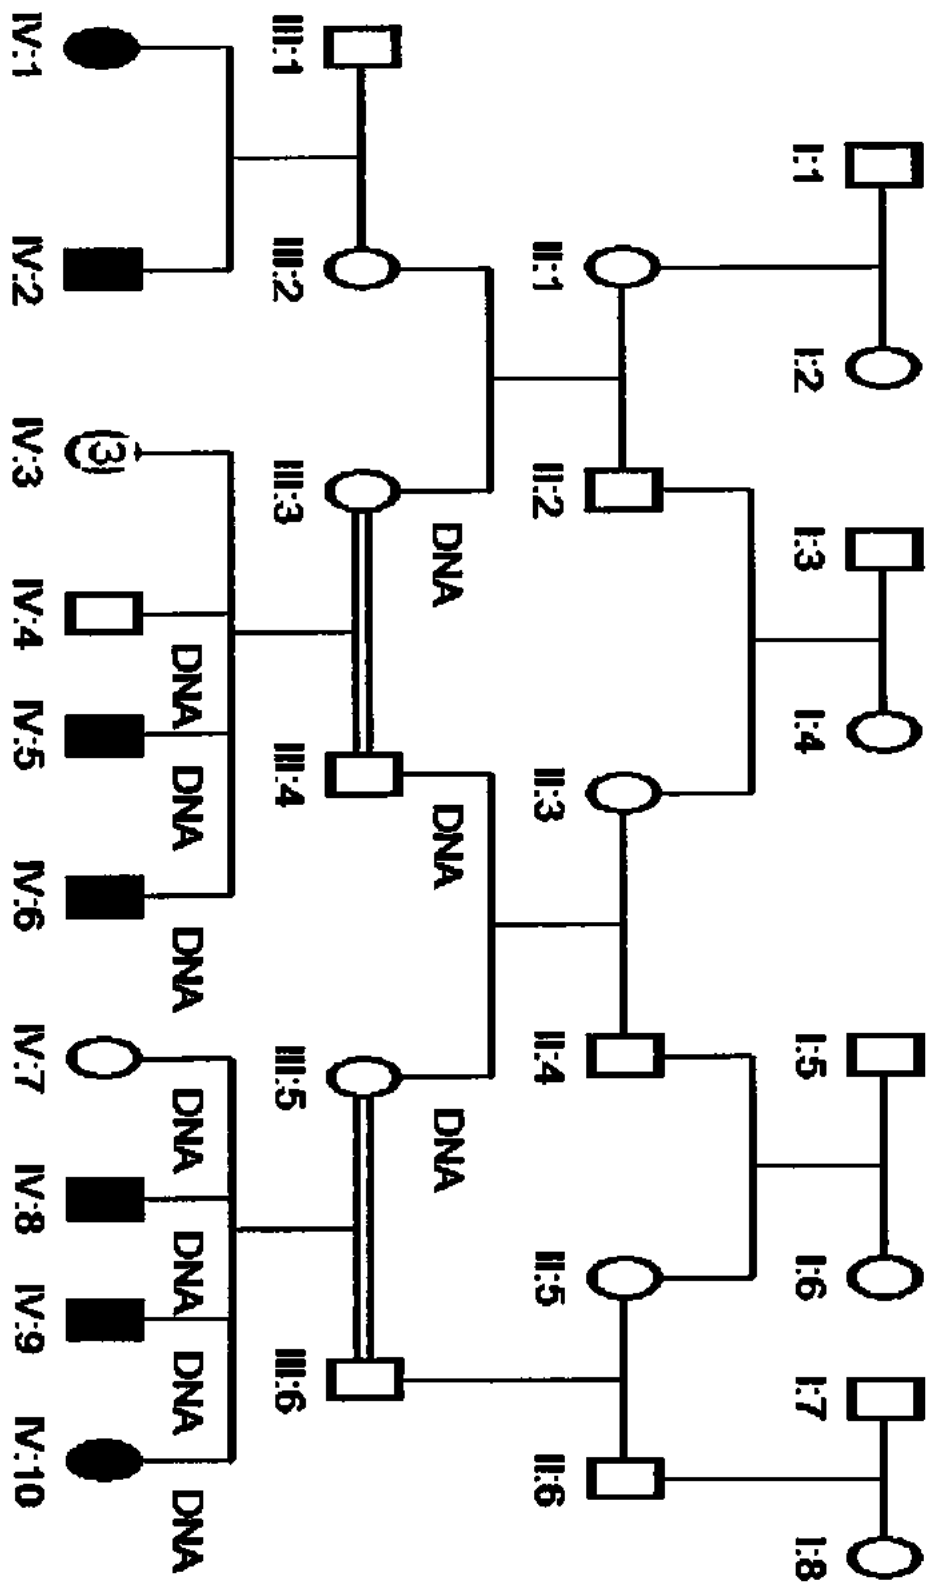 I:1 I:2 I:3 I:4 I:5 I:6 I:7 I:8
II:1 II:2 II:3 II:4 II:5 II:6
DNA DNA DNA
III:1 III:2 III:3 III:4 III:5 III:6
DNA DNA DNA DNA DNA DNA DNA
3
IV:1 IV:2 IV:3 IV:4 IV:5 IV:6 IV:7 IV:8 IV:9 IV:10